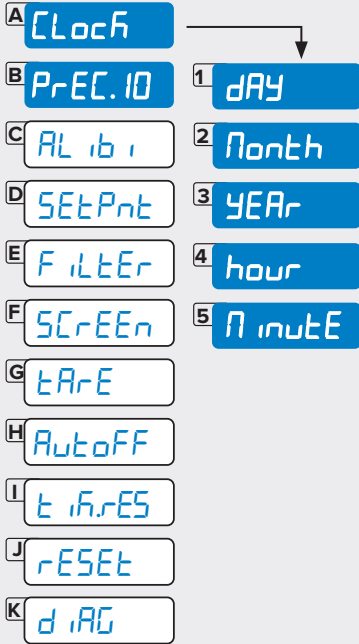 A CLock
B PrEC.10
C ALibi
D SEtPnt
E FiLtEr
F SCrEEn
G tArE
H AutoFF
I tik.rES
J rESEt
K diAG
1 dAY
2 Month
3 YEAr
4 hour
5 MinutE